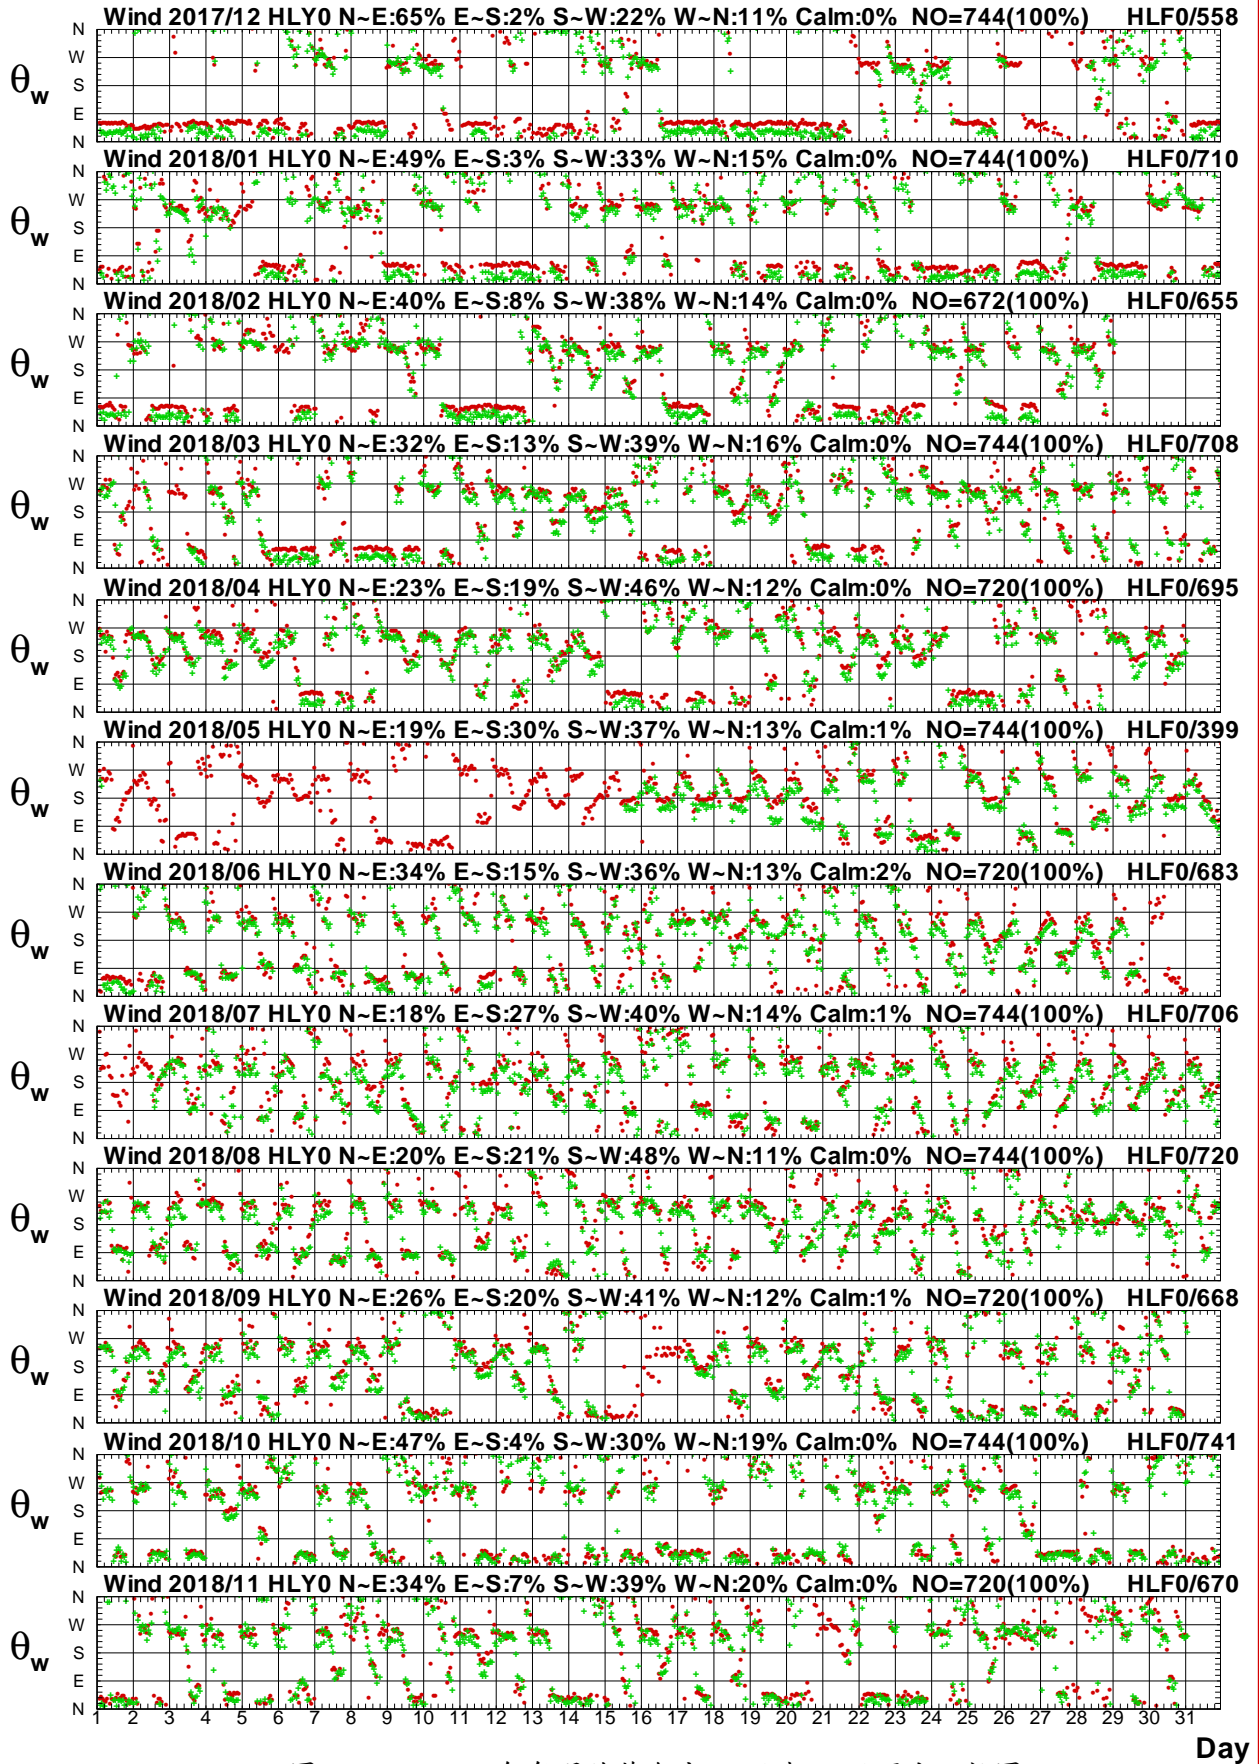 Wind 2017/12 HLY0 N~E:65% E~S:2% S~W:22% W~N:11% Calm:0% NO=744(100%) HLF0/558
N
W
S
E
N
θw
Wind 2018/01 HLY0 N~E:49% E~S:3% S~W:33% W~N:15% Calm:0% NO=744(100%) HLF0/710
N
W
S
E
N
θw
Wind 2018/02 HLY0 N~E:40% E~S:8% S~W:38% W~N:14% Calm:0% NO=672(100%) HLF0/655
N
W
S
E
N
θw
Wind 2018/03 HLY0 N~E:32% E~S:13% S~W:39% W~N:16% Calm:0% NO=744(100%) HLF0/708
N
W
S
E
N
θw
Wind 2018/04 HLY0 N~E:23% E~S:19% S~W:46% W~N:12% Calm:0% NO=720(100%) HLF0/695
N
W
S
E
N
θw
Wind 2018/05 HLY0 N~E:19% E~S:30% S~W:37% W~N:13% Calm:1% NO=744(100%) HLF0/399
N
W
S
E
N
θw
Wind 2018/06 HLY0 N~E:34% E~S:15% S~W:36% W~N:13% Calm:2% NO=720(100%) HLF0/683
N
W
S
E
N
θw
Wind 2018/07 HLY0 N~E:18% E~S:27% S~W:40% W~N:14% Calm:1% NO=744(100%) HLF0/706
N
W
S
E
N
θw
Wind 2018/08 HLY0 N~E:20% E~S:21% S~W:48% W~N:11% Calm:0% NO=744(100%) HLF0/720
N
W
S
E
N
θw
Wind 2018/09 HLY0 N~E:26% E~S:20% S~W:41% W~N:12% Calm:1% NO=720(100%) HLF0/668
N
W
S
E
N
θw
Wind 2018/10 HLY0 N~E:47% E~S:4% S~W:30% W~N:19% Calm:0% NO=744(100%) HLF0/741
N
W
S
E
N
θw
Wind 2018/11 HLY0 N~E:34% E~S:7% S~W:39% W~N:20% Calm:0% NO=720(100%) HLF0/670
N
W
S
E
N
θw
1 2 3 4 5 6 7 8 9 10 11 12 13 14 15 16 17 18 19 20 21 22 23 24 25 26 27 28 29 30 31
Day